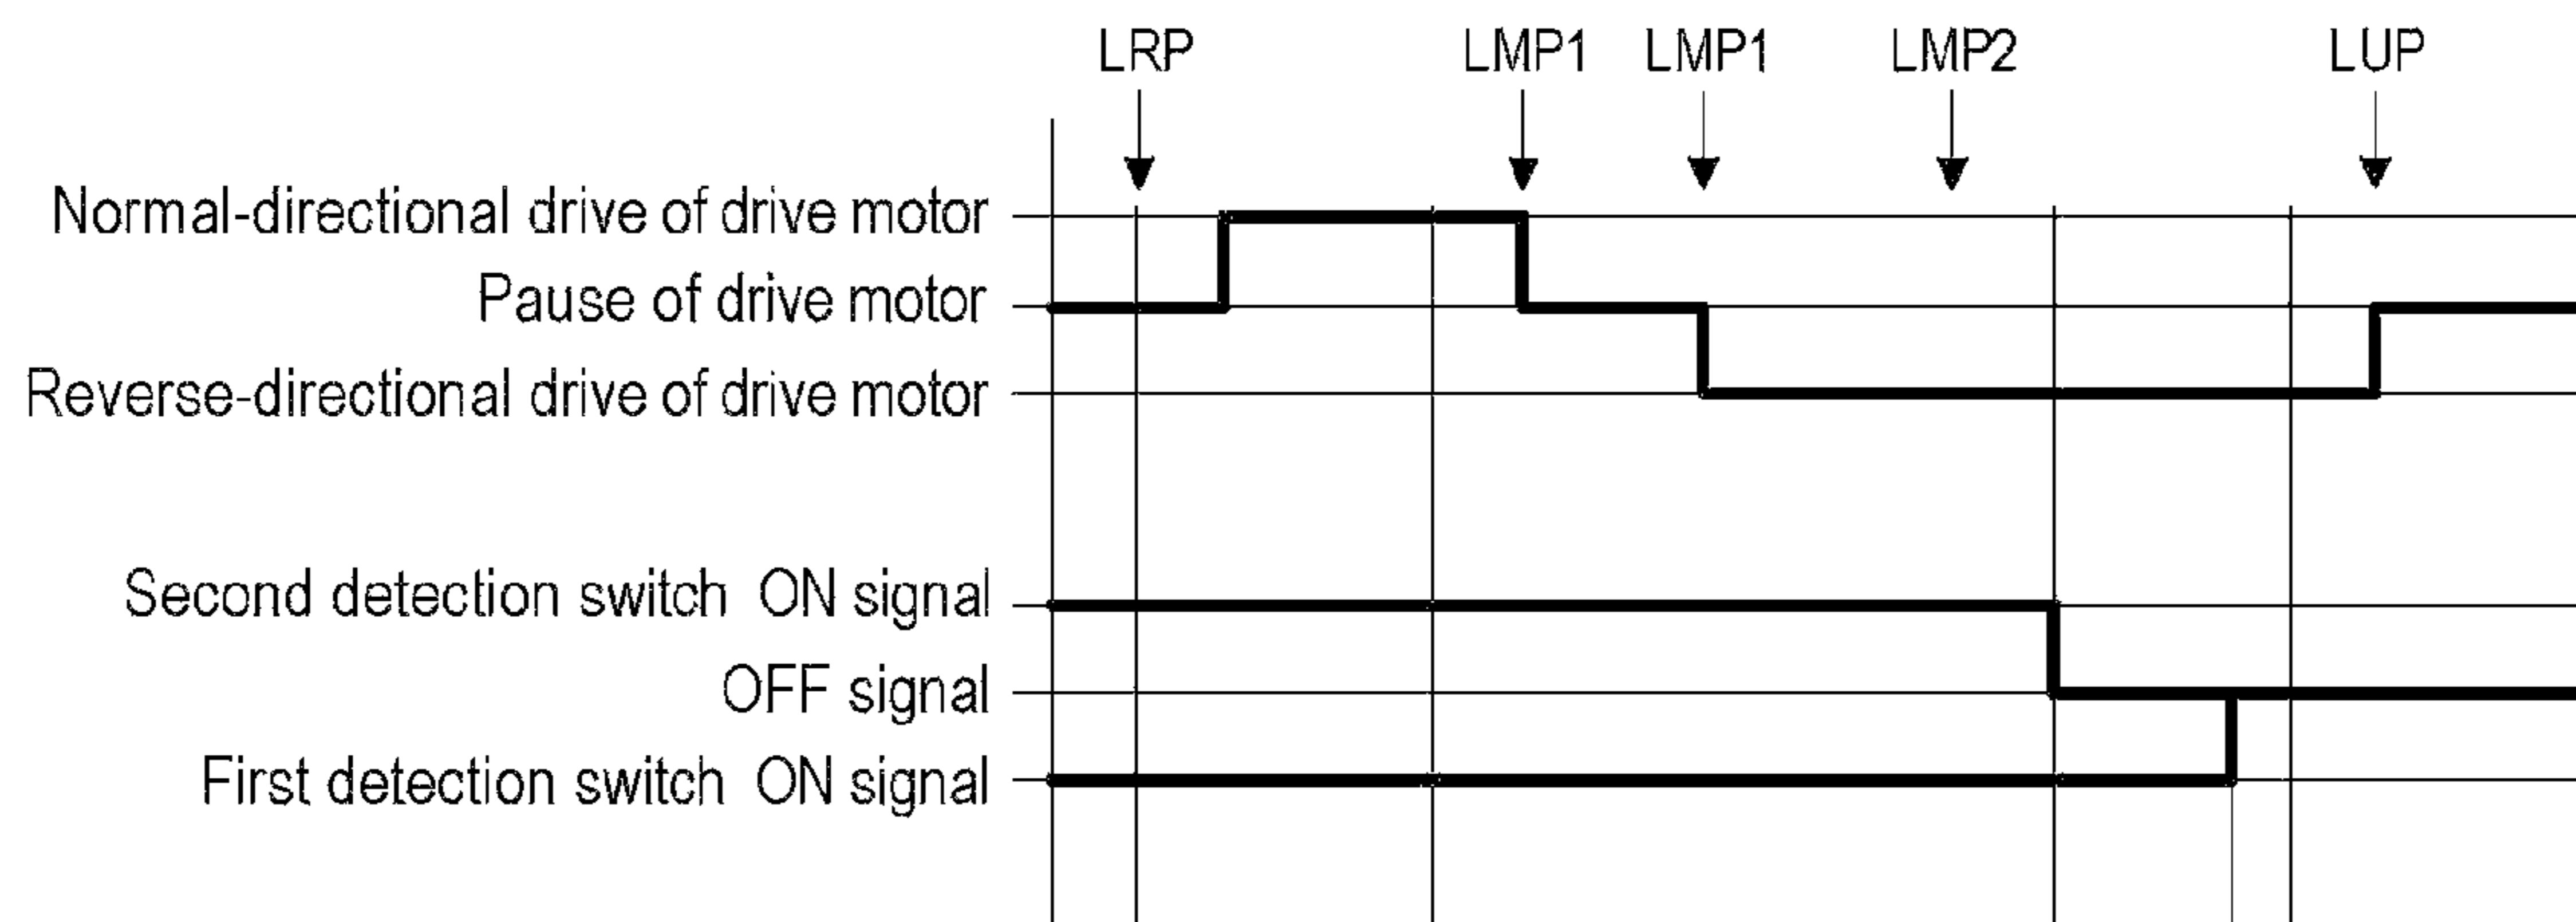 LRP LMP1 LMP1 LMP2 LUP
Normal-directional drive of drive motor
Pause of drive motor
Reverse-directional drive of drive motor
Second detection switch ON signal
OFF signal
First detection switch ON signal